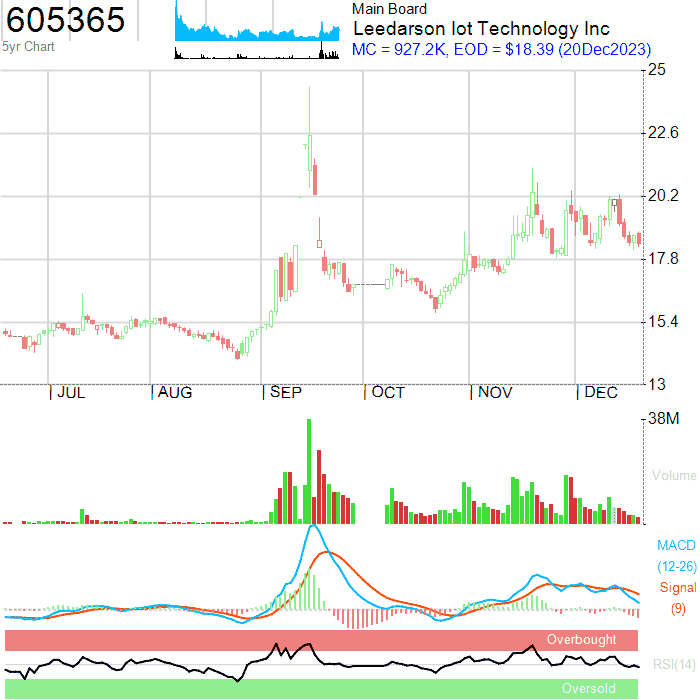 605365
5yr Chart
Main Board
Leedarson Iot Technology Inc
MC = 927.2K, EOD = $18.39 (20Dec2023)
25
22.6
20.2
17.8
15.4
13
| JUL | AUG | SEP | OCT | NOV | DEC
38M
Volume
MACD
(12-26)
Signal
(9)
Overbought
RSI(14)
Oversold